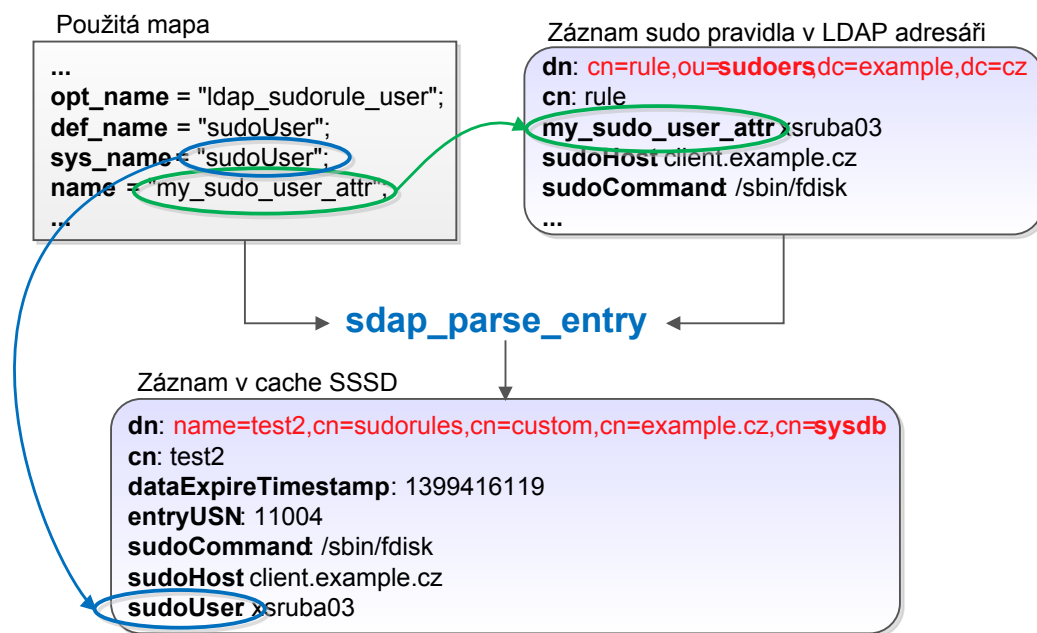 Použitá mapa
...
opt_name = "ldap_sudorule_user";
def_name = "sudoUser";
sys_name = "sudoUser";
name = "my_sudo_user_attr";
...
Záznam sudo pravidla v LDAP adresáři
dn: cn=rule,ou=sudoers,dc=example,dc=cz
cn: rule
my_sudo_user_attr: xsruba03
sudoHost: client.example.cz
sudoCommand: /sbin/fdisk
...
sdap_parse_entry
Záznam v cache SSSD
dn: name=test2,cn=sudorules,cn=custom,cn=example.cz,cn=sysdb
cn: test2
dataExpireTimestamp: 1399416119
entryUSN: 11004
sudoCommand: /sbin/fdisk
sudoHost: client.example.cz
sudoUser: xsruba03